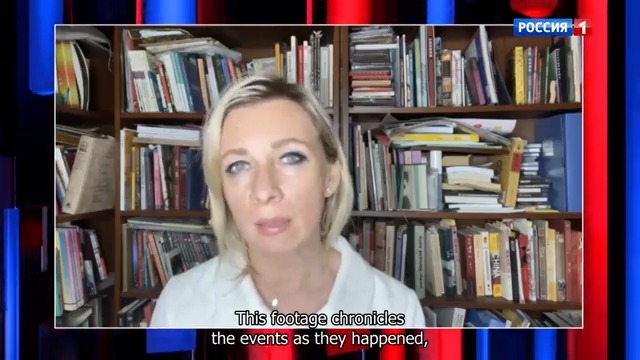 РОССИЯ 1
This footage chronicles
the events as they happened,